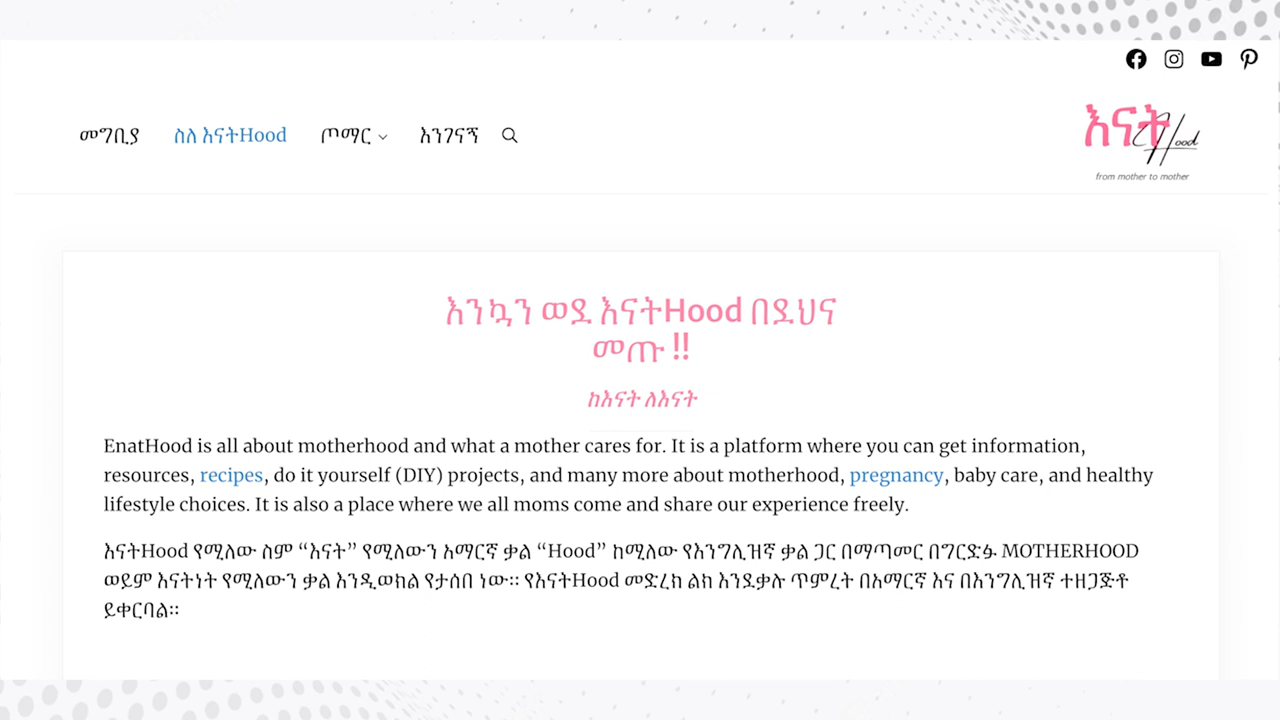 መግቢያ
ስለ እናትHood
ጦማር
እንገናኝ
እናትHood
from mother to mother
እንኳን ወደ እናትHood በደህና
መጡ !!
ከእናት ለእናት
EnatHood is all about motherhood and what a mother cares for. It is a platform where you can get information,
resources, recipes, do it yourself (DIY) projects, and many more about motherhood, pregnancy, baby care, and healthy
lifestyle choices. It is also a place where we all moms come and share our experience freely.
እናትHood የሚለው ስም “እናት” የሚለውን አማርኛ ቃል “Hood” ከሚለው የእንግሊዝኛ ቃል ጋር በማጣመር በግርድፉ MOTHERHOOD
ወይም እናትነት የሚለውን ቃል እንዲወክል የታሰበ ነው። የእናትHood መድረክ ልክ እንደቃሉ ጥምረት በአማርኛ እና በእንግሊዝኛ ተዘጋጅቶ
ይቀርባል።